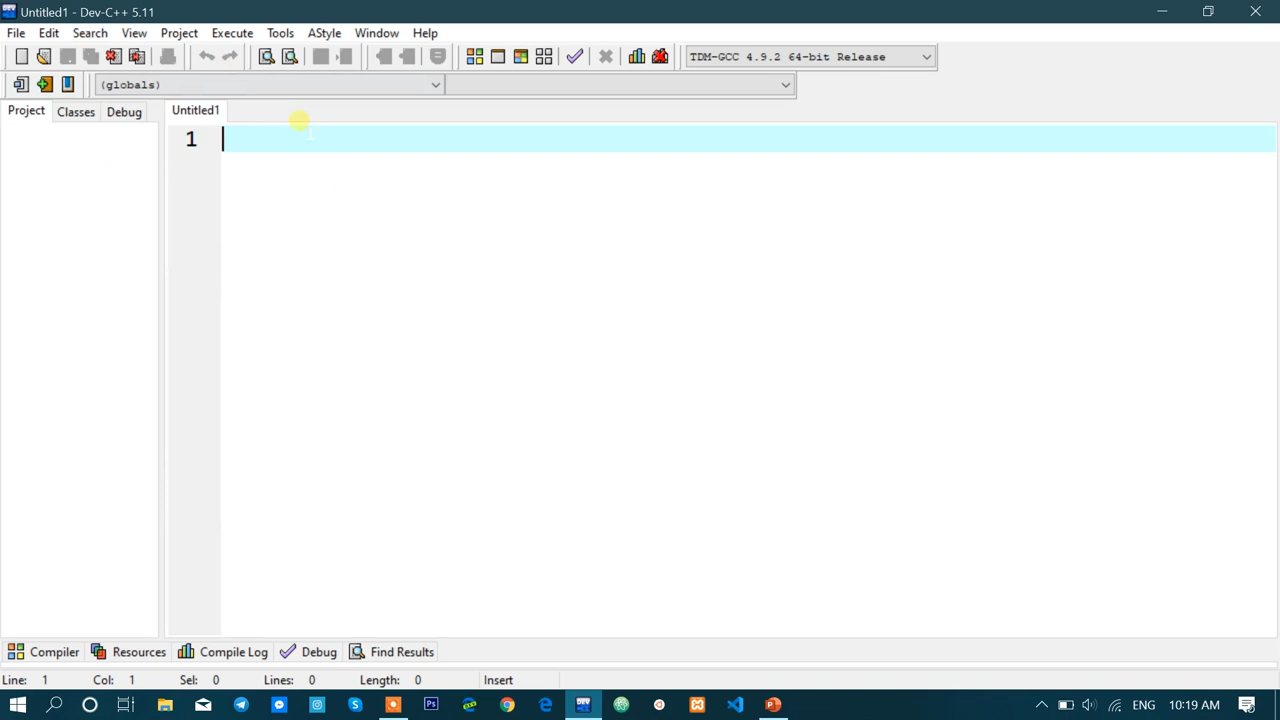 Untitled1 - Dev-C++ 5.11
File Edit Search View Project Execute Tools AStyle Window Help
TDM-GCC 4.9.2 64-bit Release
(globals)
Project Classes Debug Untitled1
1
Compiler Resources Compile Log Debug Find Results
Line: 1 Col: 1 Sel: 0 Lines: 0 Length: 0 Insert
ENG 10:19 AM